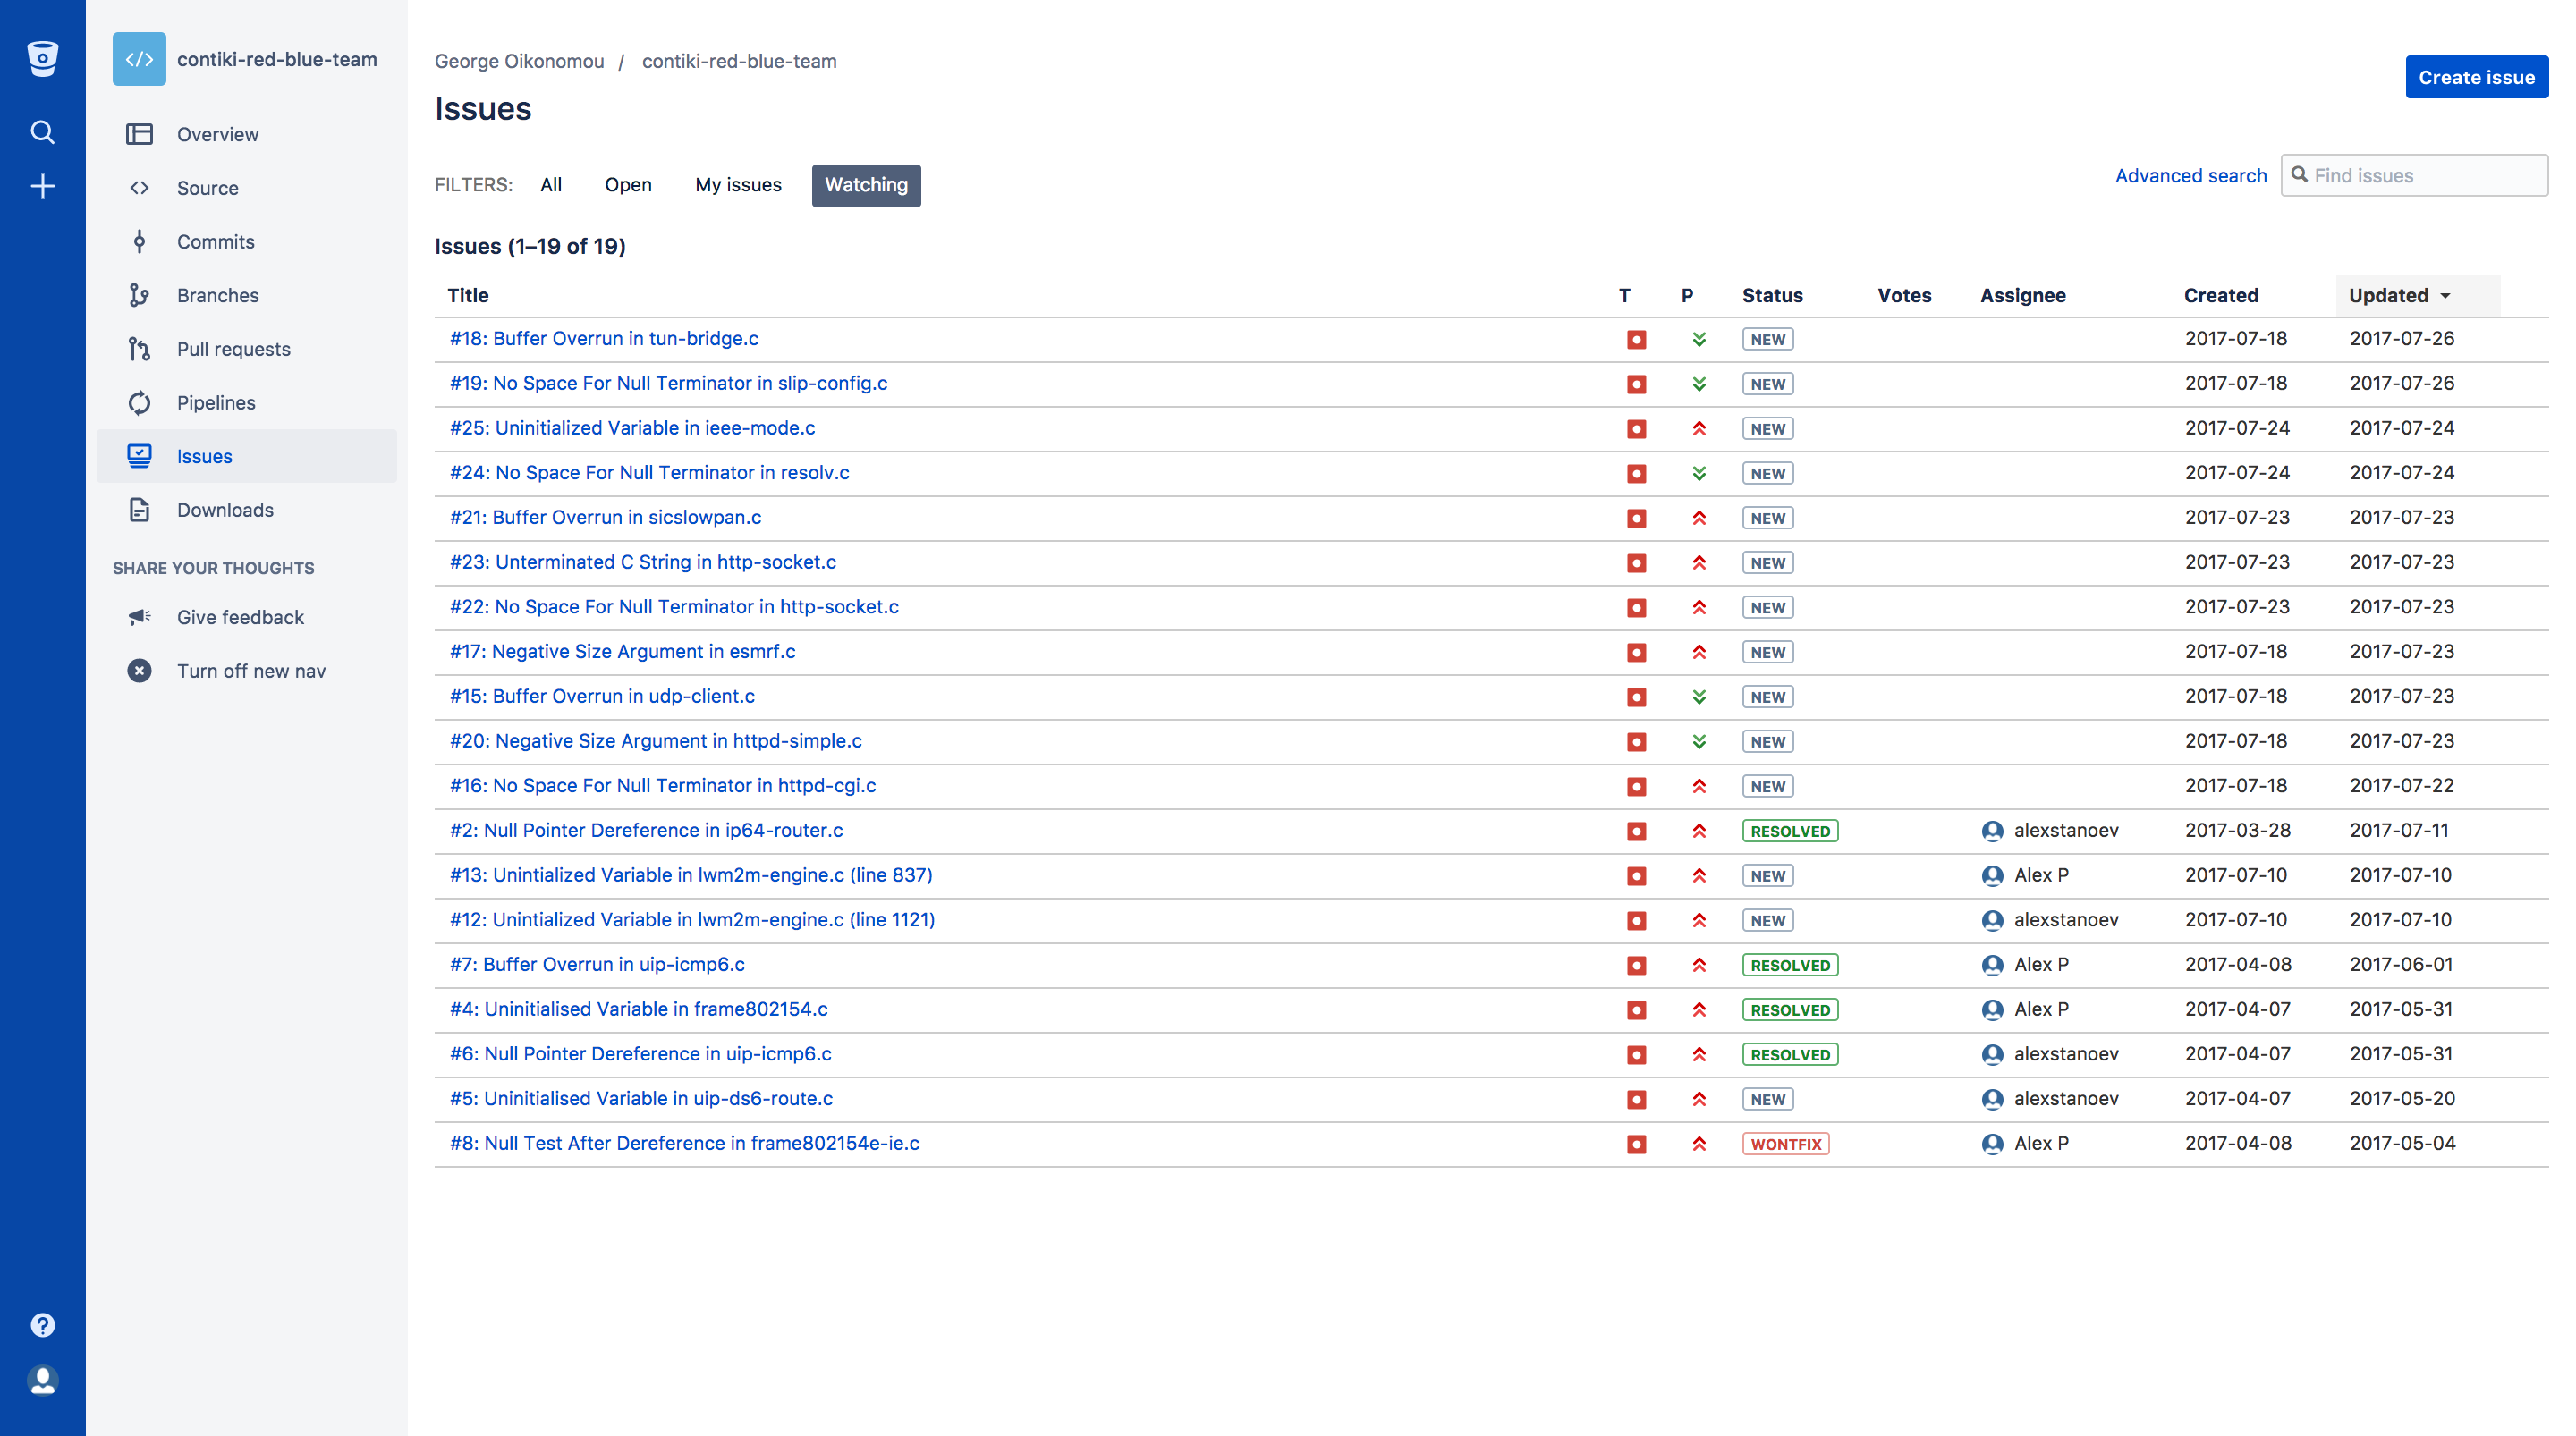 contiki-red-blue-team
Overview
Source
Commits
Branches
Pull requests
Pipelines
Issues
Downloads
SHARE YOUR THOUGHTS
Give feedback
Turn off new nav
George Oikonomou / contiki-red-blue-team
Create issue
Issues
FILTERS: All Open My issues Watching Advanced search Find issues
Issues (1–19 of 19)
Title T P Status Votes Assignee Created Updated
#18: Buffer Overrun in tun-bridge.c NEW 2017-07-18 2017-07-26
#19: No Space For Null Terminator in slip-config.c NEW 2017-07-18 2017-07-26
#25: Uninitialized Variable in ieee-mode.c NEW 2017-07-24 2017-07-24
#24: No Space For Null Terminator in resolv.c NEW 2017-07-24 2017-07-24
#21: Buffer Overrun in sicslowpan.c NEW 2017-07-23 2017-07-23
#23: Unterminated C String in http-socket.c NEW 2017-07-23 2017-07-23
#22: No Space For Null Terminator in http-socket.c NEW 2017-07-23 2017-07-23
#17: Negative Size Argument in esmrf.c NEW 2017-07-18 2017-07-23
#15: Buffer Overrun in udp-client.c NEW 2017-07-18 2017-07-23
#20: Negative Size Argument in httpd-simple.c NEW 2017-07-18 2017-07-23
#16: No Space For Null Terminator in httpd-cgi.c NEW 2017-07-18 2017-07-22
#2: Null Pointer Dereference in ip64-router.c RESOLVED alexstanoev 2017-03-28 2017-07-11
#13: Unintialized Variable in lwm2m-engine.c (line 837) NEW Alex P 2017-07-10 2017-07-10
#12: Unintialized Variable in lwm2m-engine.c (line 1121) NEW alexstanoev 2017-07-10 2017-07-10
#7: Buffer Overrun in uip-icmp6.c RESOLVED Alex P 2017-04-08 2017-06-01
#4: Uninitialised Variable in frame802154.c RESOLVED Alex P 2017-04-07 2017-05-31
#6: Null Pointer Dereference in uip-icmp6.c RESOLVED alexstanoev 2017-04-07 2017-05-31
#5: Uninitialised Variable in uip-ds6-route.c NEW alexstanoev 2017-04-07 2017-05-20
#8: Null Test After Dereference in frame802154e-ie.c WONTFIX Alex P 2017-04-08 2017-05-04